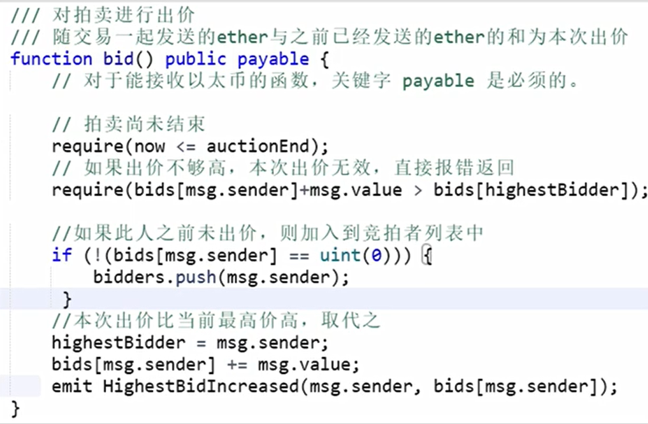 /// 对拍卖进行出价
/// 随交易一起发送的ether与之前已经发送的ether的和为本次出价
function bid() public payable {
    // 对于能接收以太币的函数，关键字 payable 是必须的。

    // 拍卖尚未结束
    require(now <= auctionEnd);
    // 如果出价不够高，本次出价无效，直接报错返回
    require(bids[msg.sender]+msg.value > bids[highestBidder]);

    //如果此人之前未出价，则加入到竞拍者列表中
    if (!(bids[msg.sender] == uint(0))) {
        bidders.push(msg.sender);
    }
    //本次出价比当前最高价高，取代之
    highestBidder = msg.sender;
    bids[msg.sender] += msg.value;
    emit HighestBidIncreased(msg.sender, bids[msg.sender]);
}